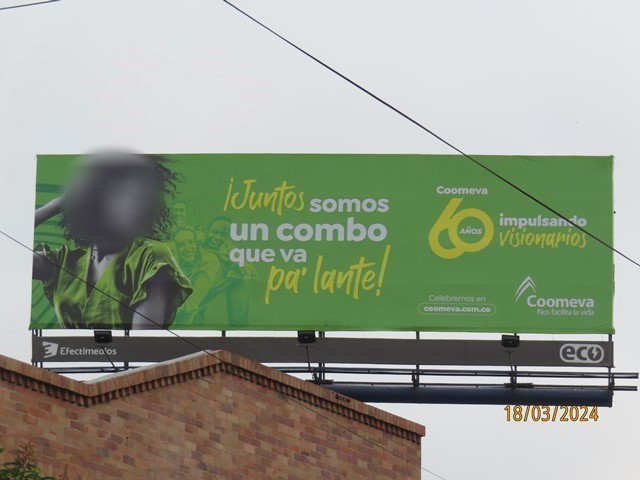 ¡Juntos somos
un combo
que va
pa' lante!
Coomeva
60
AÑOS
impulsando
visionarios
Celebremos en
coomeva.com.co
Coomeva
Nos facilita la vida
Efectimedios
eco
18/03/2024